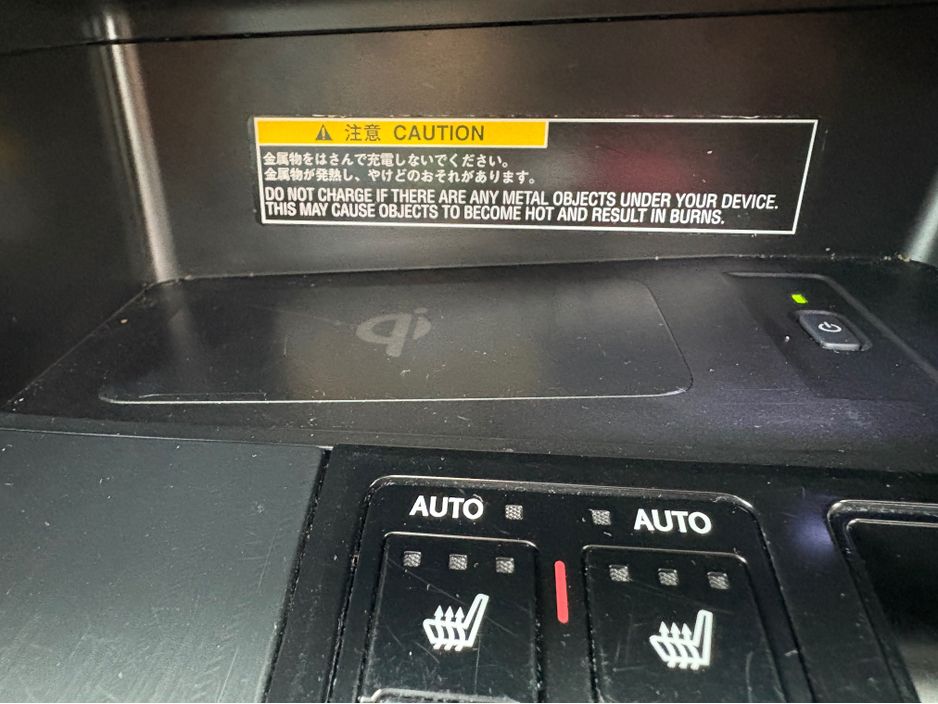 注意 CAUTION
金属物をはさんで充電しないでください。
金属物が発熱し、やけどのおそれがあります。
DO NOT CHARGE IF THERE ARE ANY METAL OBJECTS UNDER YOUR DEVICE.
THIS MAY CAUSE OBJECTS TO BECOME HOT AND RESULT IN BURNS.
qi
AUTO AUTO